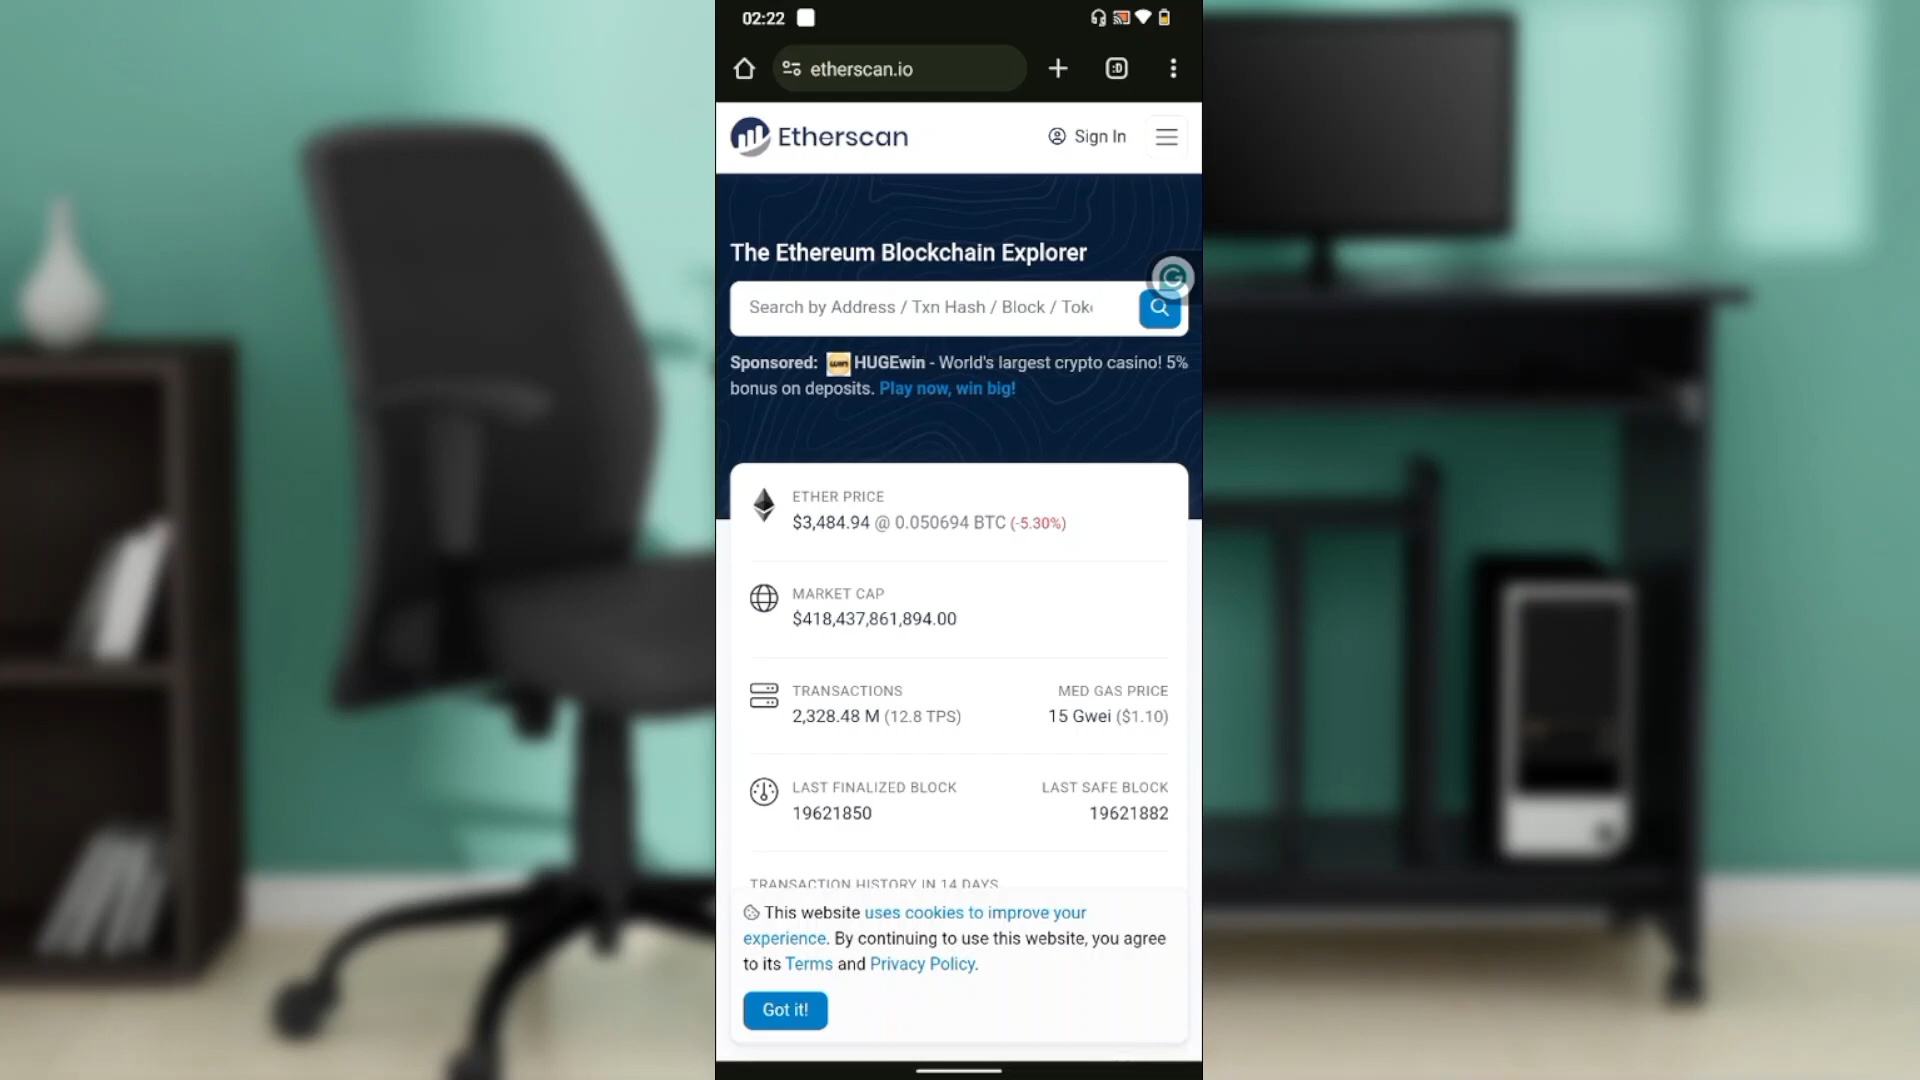 02:22
etherscan.io
:D
Etherscan
Sign In
The Ethereum Blockchain Explorer
Search by Address / Txn Hash / Block / Tok
Sponsored: HUGEwin - World's largest crypto casino! 5%
bonus on deposits. Play now, win big!
ETHER PRICE
$3,484.94 @ 0.050694 BTC (-5.30%)
MARKET CAP
$418,437,861,894.00
TRANSACTIONS
MED GAS PRICE
2,328.48 M (12.8 TPS)
15 Gwei ($1.10)
LAST FINALIZED BLOCK
LAST SAFE BLOCK
19621850
19621882
TRANSACTION HISTORY IN 14 DAYS
This website uses cookies to improve your
experience. By continuing to use this website, you agree
to its Terms and Privacy Policy.
Got it!